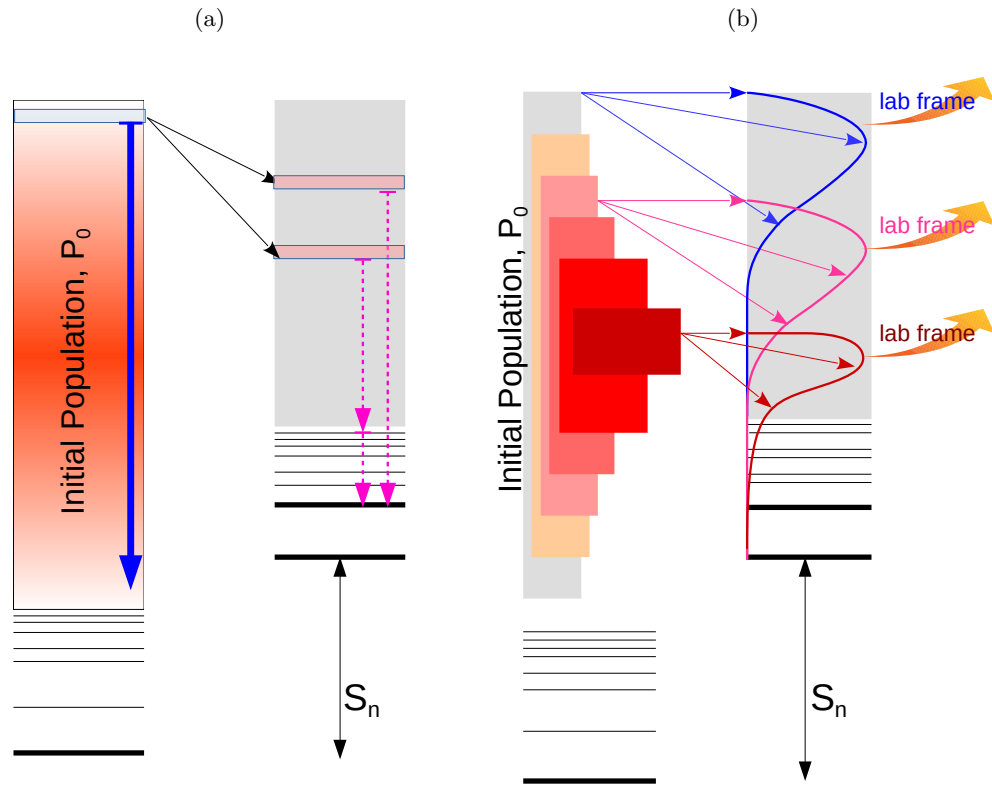 (a)
(b)
Initial Population, P₀
Sₙ
Initial Population, P₀
lab frame
lab frame
lab frame
Sₙ